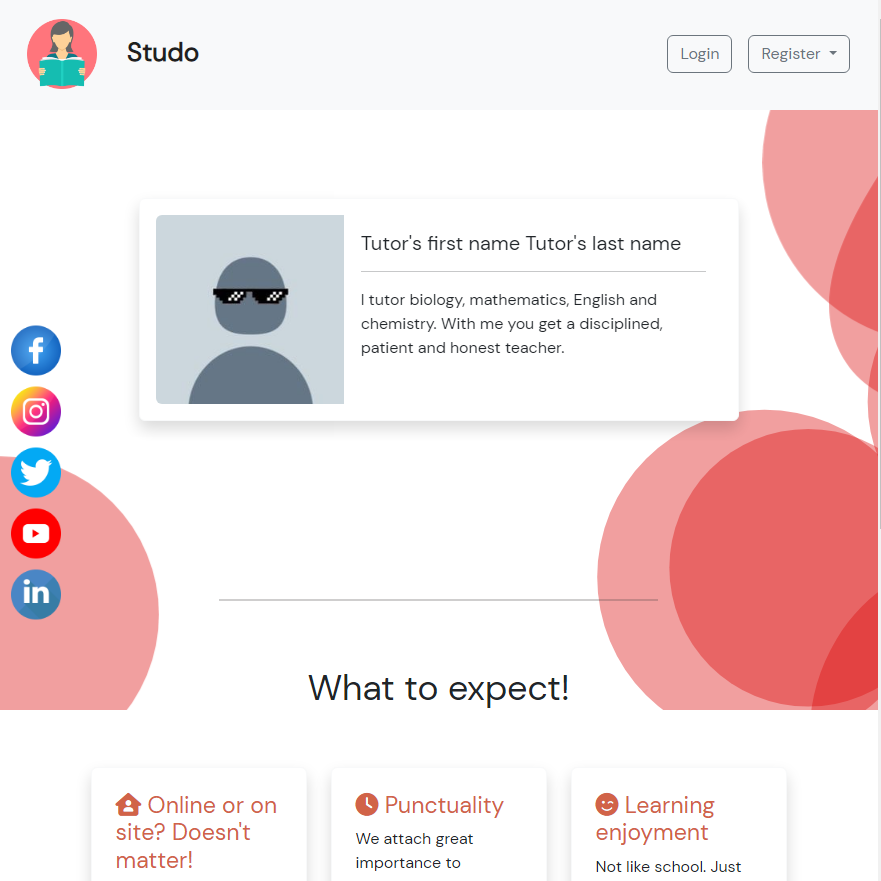 Studo
Login
Register
Tutor's first name Tutor's last name
I tutor biology, mathematics, English and
chemistry. With me you get a disciplined,
patient and honest teacher.
What to expect!
Online or on
site? Doesn't
matter!
Punctuality
We attach great
importance to
Learning
enjoyment
Not like school. Just